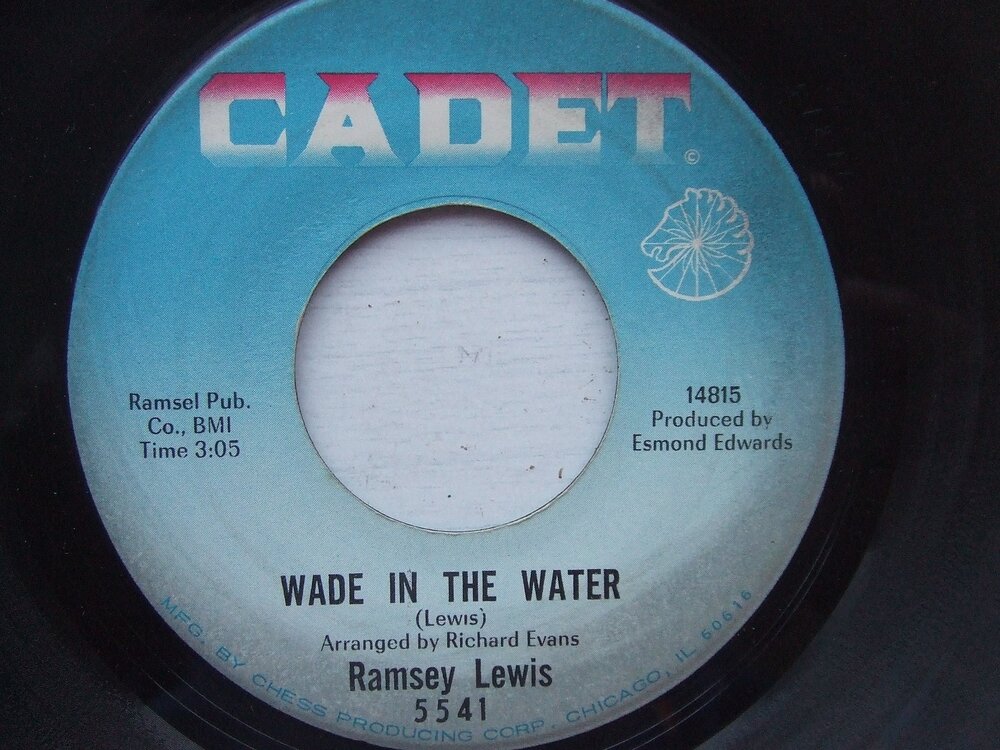 CADET
©
Ramsel Pub.
Co., BMI
Time 3:05
14815
Produced by
Esmond Edwards
WADE IN THE WATER
(Lewis)
Arranged by Richard Evans
Ramsey Lewis
5541
MFG. BY CHESS PRODUCING CORP. CHICAGO, IL 60616